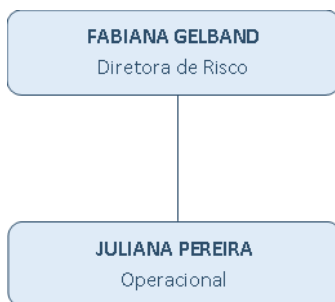 FABIANA GELBAND
Diretora de Risco
JULIANA PEREIRA
Operacional